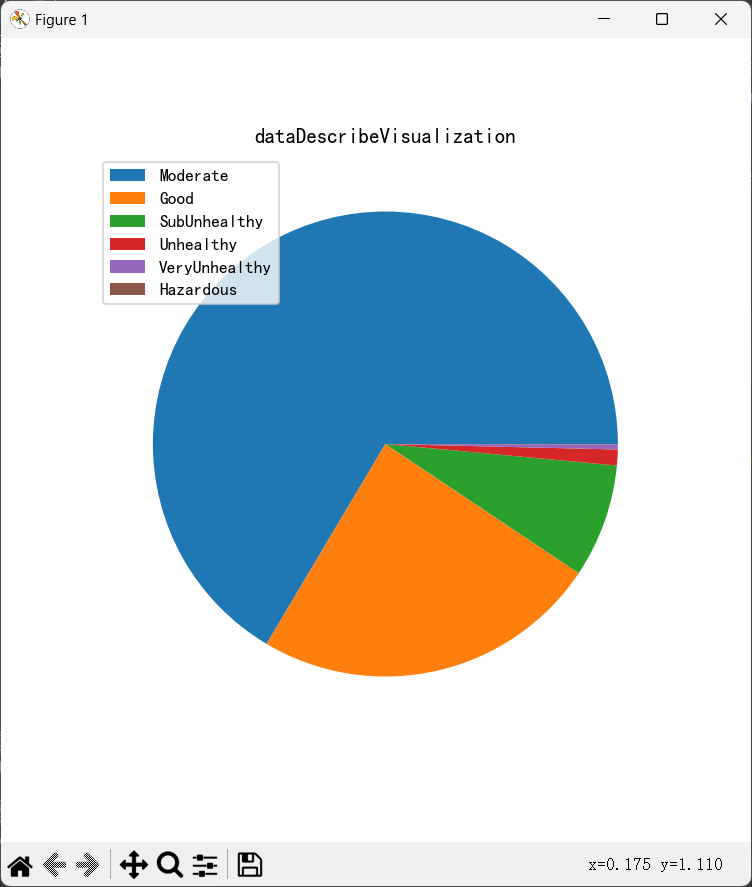 Figure 1
dataDescribeVisualization
Moderate
Good
SubUnhealthy
Unhealthy
VeryUnhealthy
Hazardous
x=0.175 y=1.110